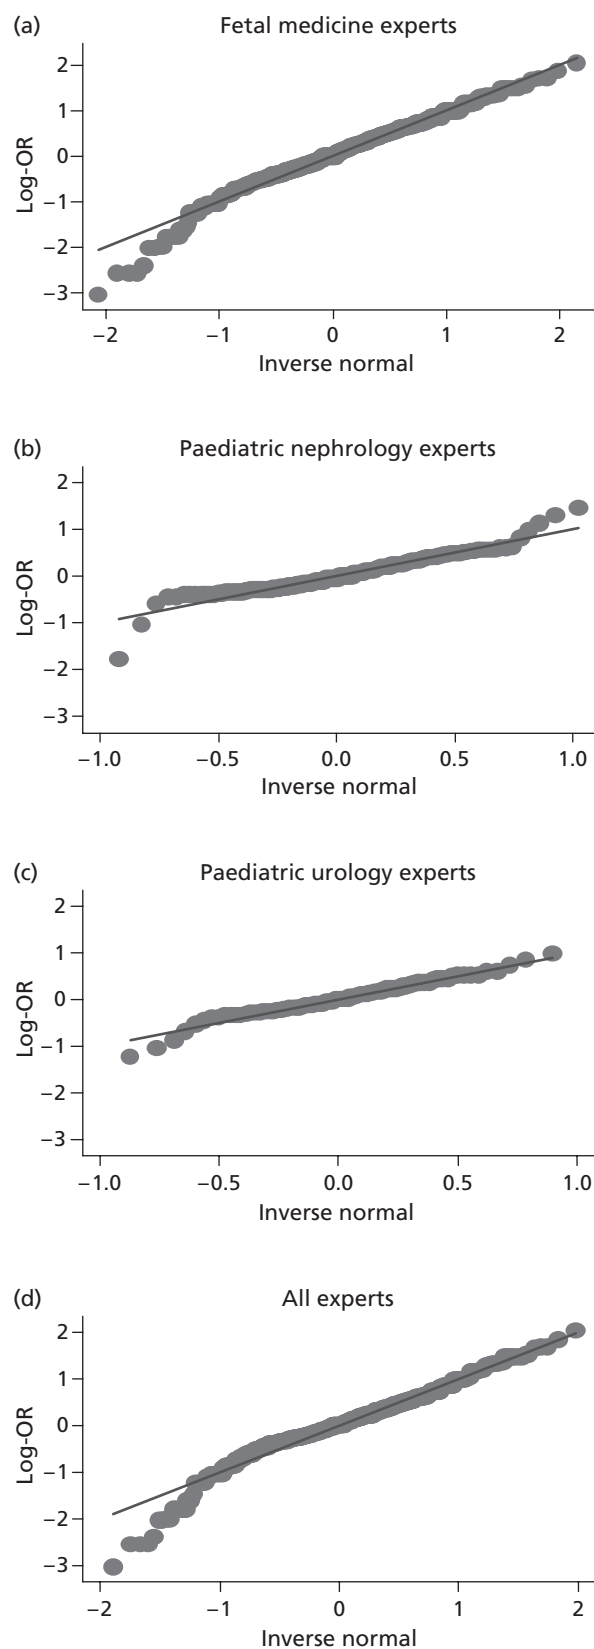 (a) Fetal medicine experts
2
1
0
−1
−2
−3
Log-OR
−2 −1 0 1 2
Inverse normal
(b) Paediatric nephrology experts
2
1
0
−1
−2
−3
Log-OR
−1.0 −0.5 0.0 0.5 1.0
Inverse normal
(c) Paediatric urology experts
2
1
0
−1
−2
−3
Log-OR
−1.0 −0.5 0.0 0.5 1.0
Inverse normal
(d) All experts
2
1
0
−1
−2
−3
Log-OR
−2 −1 0 1 2
Inverse normal